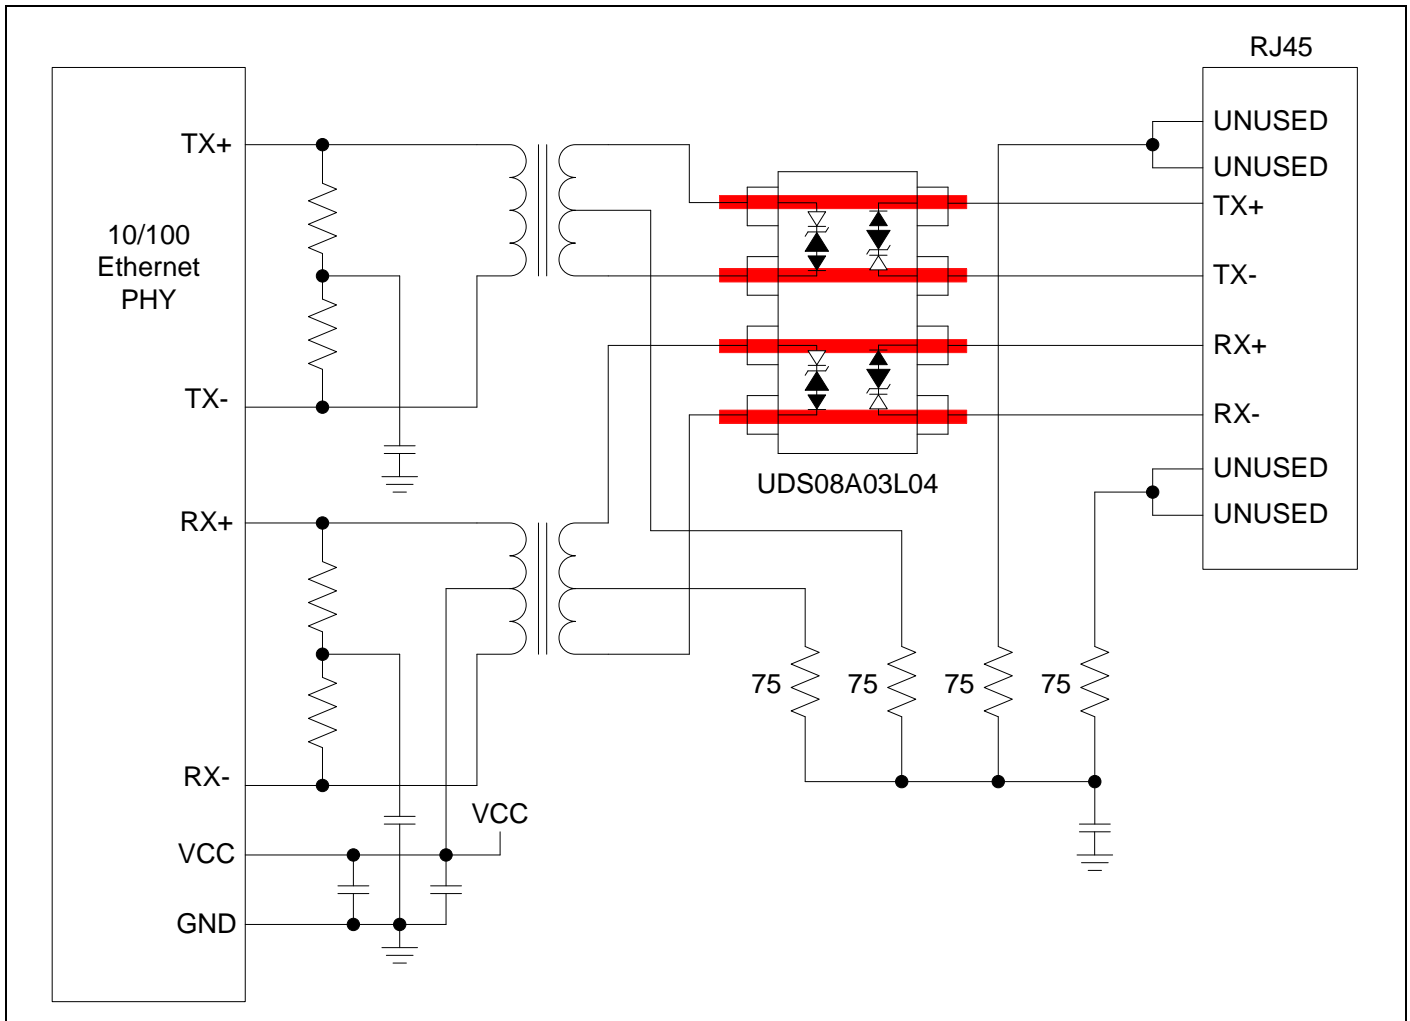 RJ45
UNUSED
UNUSED
TX+
TX-
RX+
RX-
UNUSED
UNUSED
TX+
10/100
Ethernet
PHY
TX-
RX+
RX-
VCC
GND
VCC
UDS08A03L04
75
75
75
75